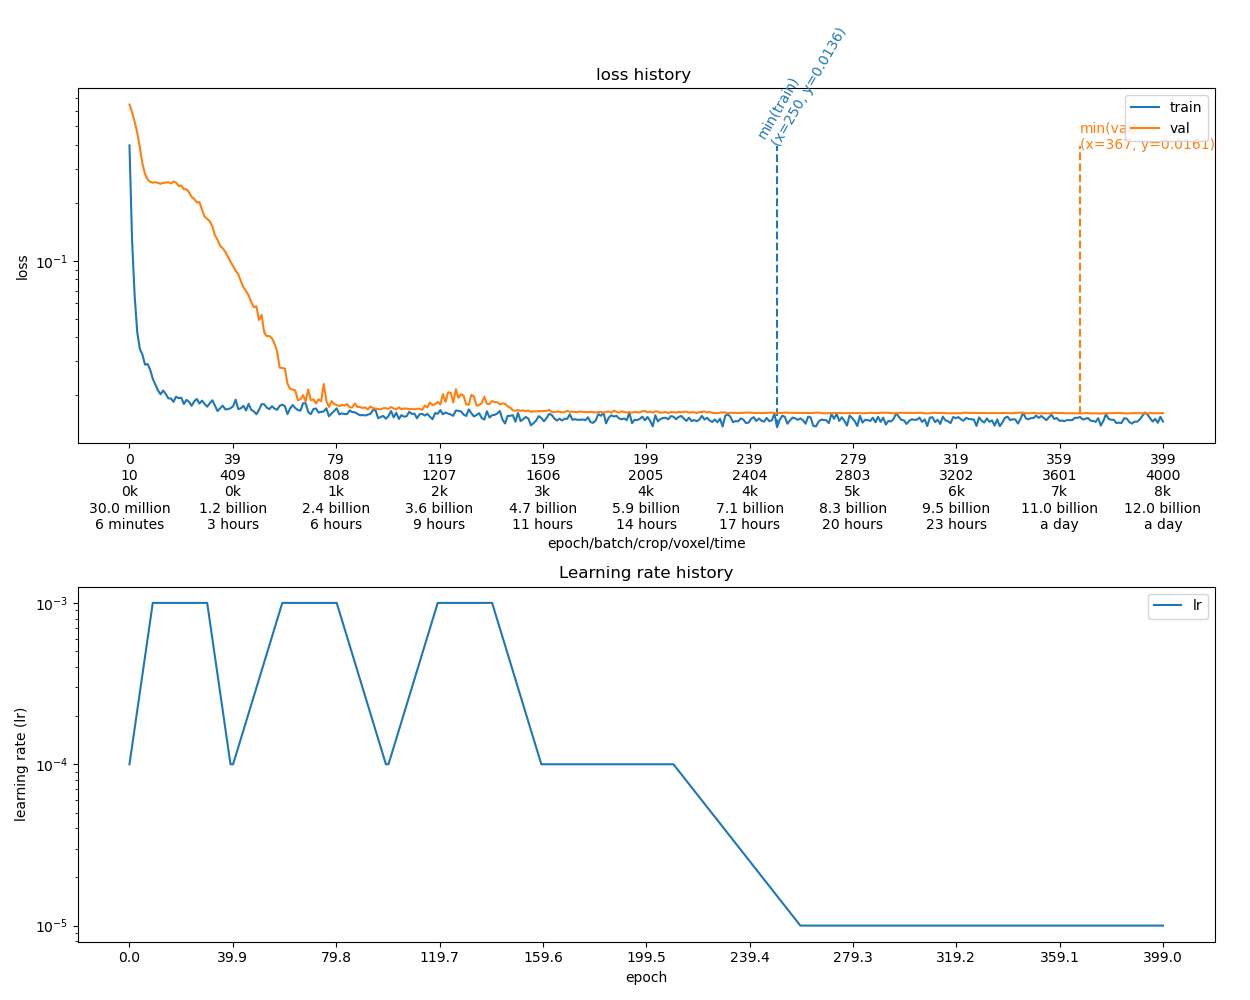 min(train)
(x=250, y=0.0136)
loss history
train
val
min(val)
(x=367, y=0.0161)
loss
10⁻¹
0 39 79 119 159 199 239 279 319 359 399
10 409 808 1207 1606 2005 2404 2803 3202 3601 4000
0k 0k 1k 2k 3k 4k 4k 5k 6k 7k 8k
30.0 million 1.2 billion 2.4 billion 3.6 billion 4.7 billion 5.9 billion 7.1 billion 8.3 billion 9.5 billion 11.0 billion 12.0 billion
6 minutes 3 hours 6 hours 9 hours 11 hours 14 hours 17 hours 20 hours 23 hours a day a day
epoch/batch/crop/voxel/time
Learning rate history
lr
learning rate (lr)
10⁻³
10⁻⁴
10⁻⁵
0.0 39.9 79.8 119.7 159.6 199.5 239.4 279.3 319.2 359.1 399.0
epoch